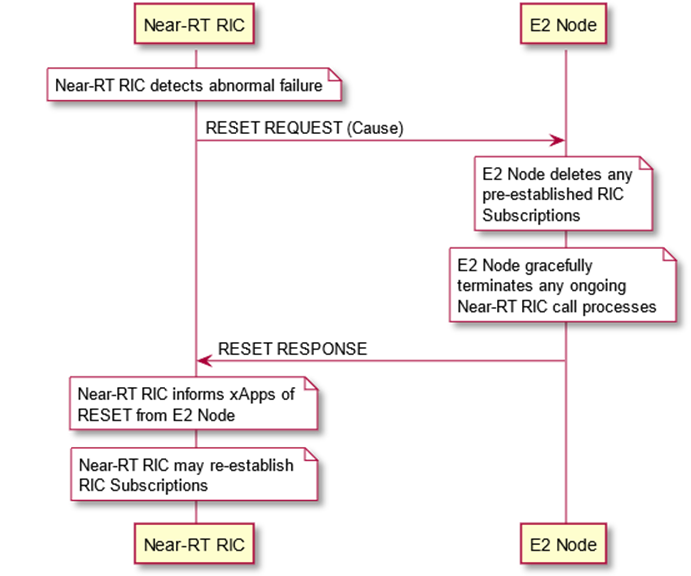 Near-RT RIC
E2 Node
Near-RT RIC detects abnormal failure
RESET REQUEST (Cause)
E2 Node deletes any
pre-established RIC
Subscriptions
E2 Node gracefully
terminates any ongoing
Near-RT RIC call processes
RESET RESPONSE
Near-RT RIC informs xApps of
RESET from E2 Node
Near-RT RIC may re-establish
RIC Subscriptions
Near-RT RIC
E2 Node